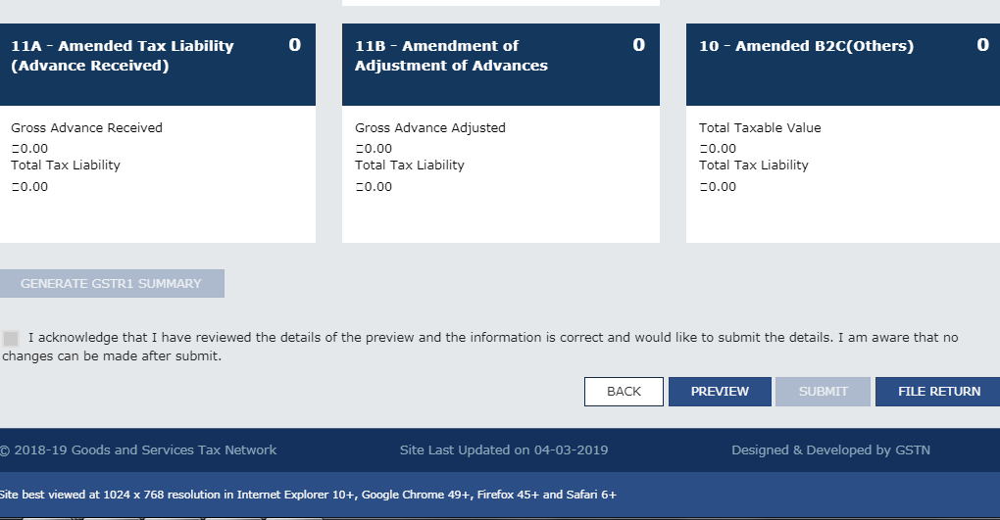 11A - Amended Tax Liability 0
(Advance Received)
11B - Amendment of 0
Adjustment of Advances
10 - Amended B2C(Others) 0
Gross Advance Received
0.00
Total Tax Liability
0.00
Gross Advance Adjusted
0.00
Total Tax Liability
0.00
Total Taxable Value
0.00
Total Tax Liability
0.00
GENERATE GSTR1 SUMMARY
I acknowledge that I have reviewed the details of the preview and the information is correct and would like to submit the details. I am aware that no
changes can be made after submit.
BACK PREVIEW SUBMIT FILE RETURN
© 2018-19 Goods and Services Tax Network Site Last Updated on 04-03-2019 Designed & Developed by GSTN
Site best viewed at 1024 x 768 resolution in Internet Explorer 10+, Google Chrome 49+, Firefox 45+ and Safari 6+